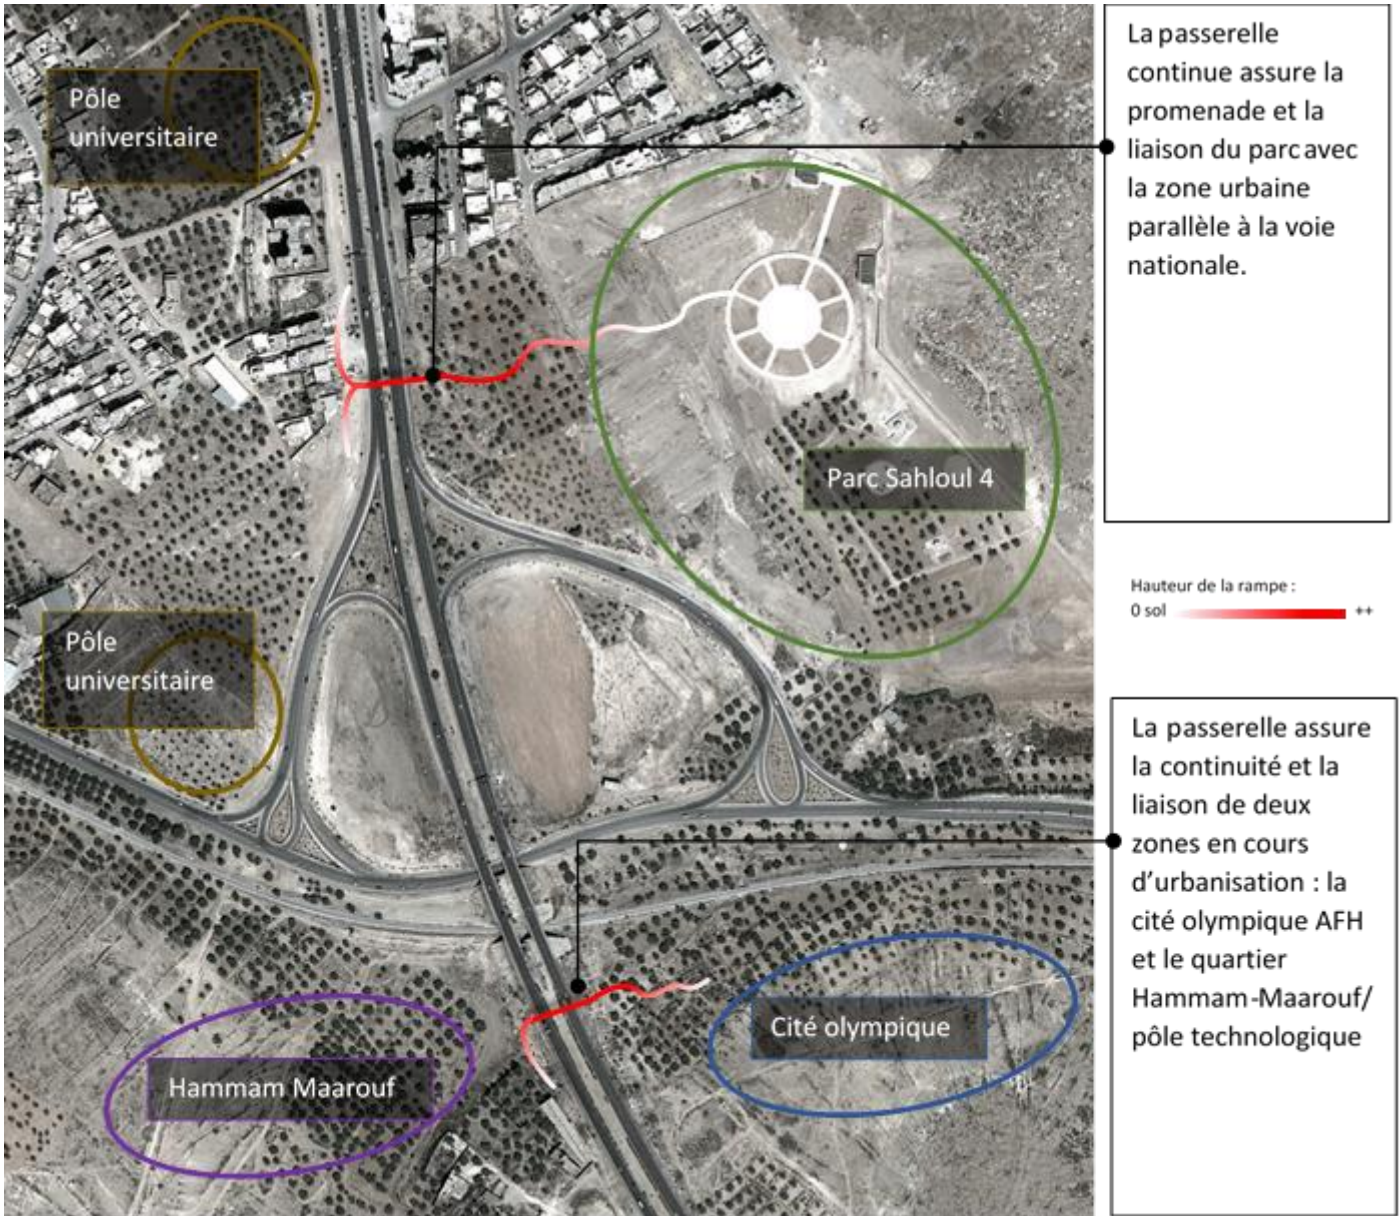 Pôle
universitaire
La passerelle
continue assure la
promenade et la
liaison du parc avec
la zone urbaine
parallèle à la voie
nationale.
Parc Sahloul 4
Hauteur de la rampe :
0 sol ++
Pôle
universitaire
La passerelle assure
la continuité et la
liaison de deux
zones en cours
d'urbanisation : la
cité olympique AFH
et le quartier
Hammam-Maarouf/
pôle technologique
Cité olympique
Hammam Maarouf